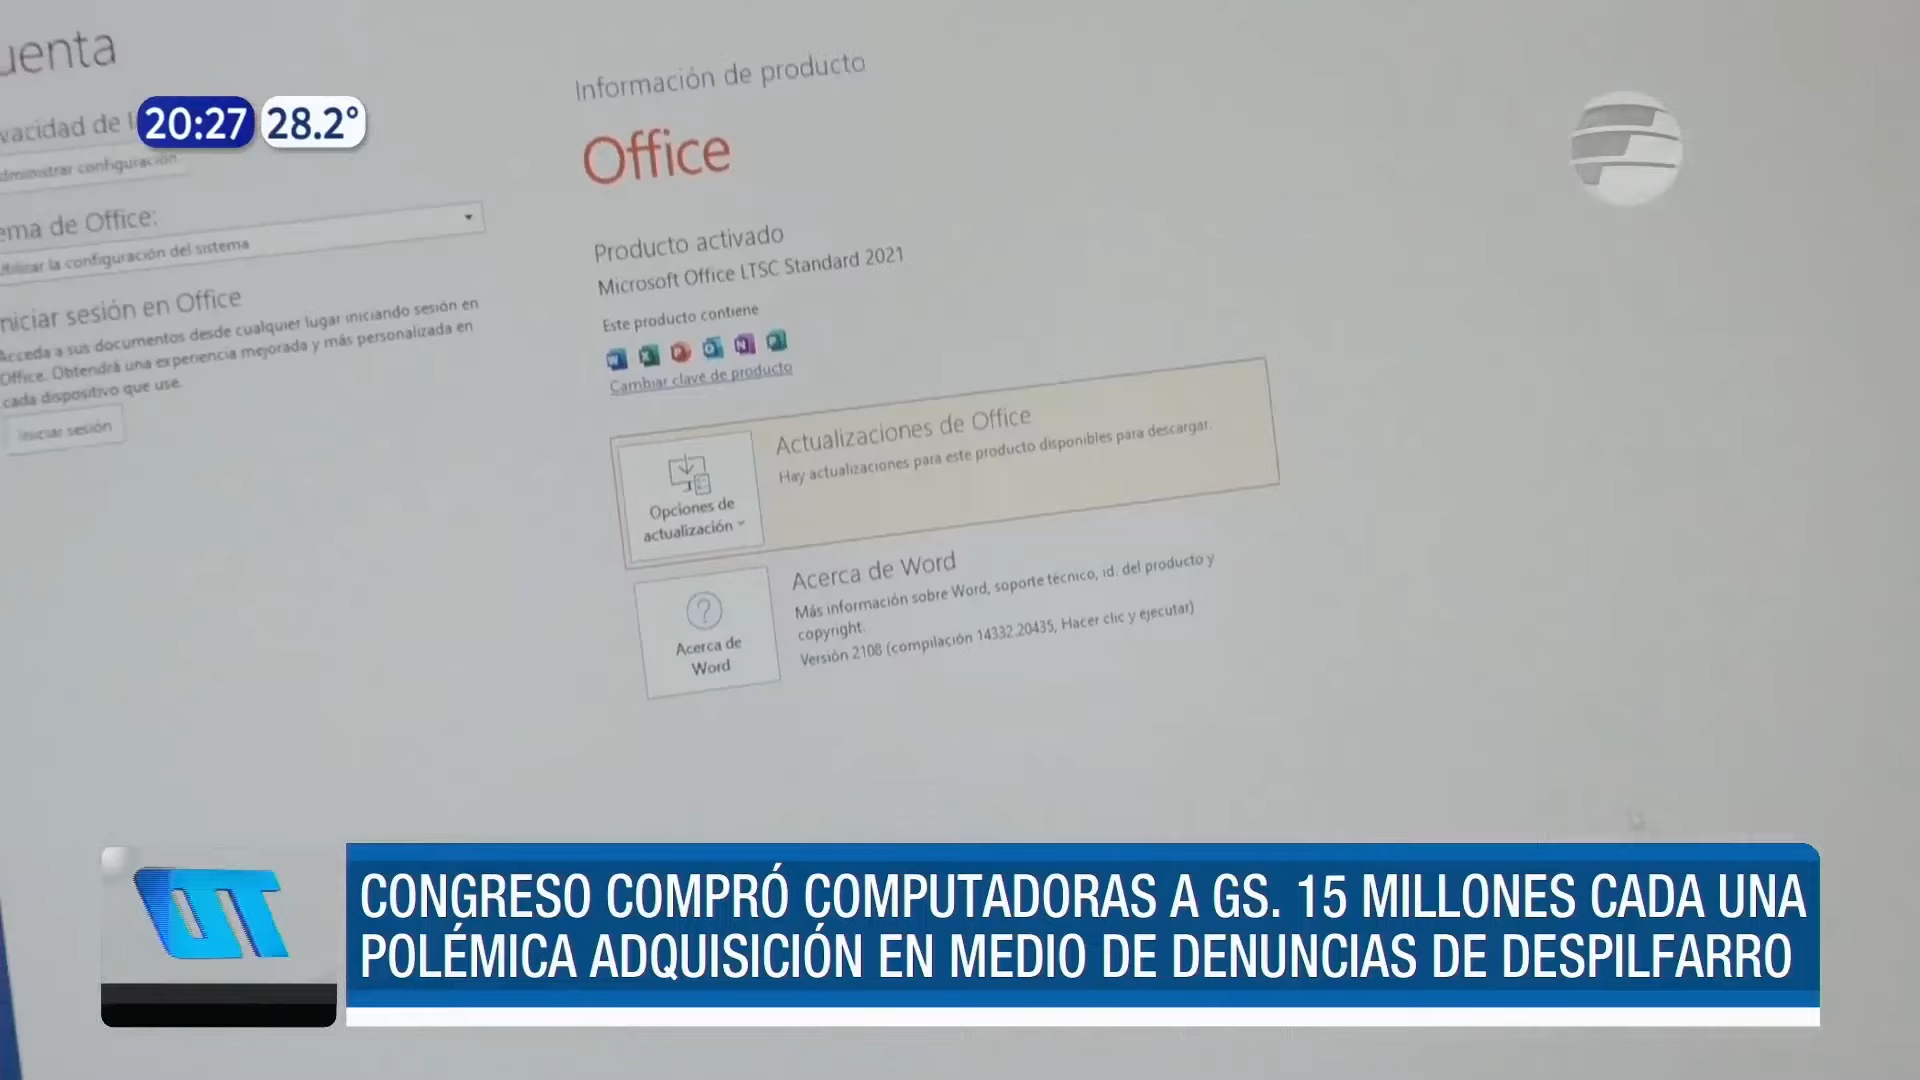 uenta
20:27 28.2°
vacidad de l
dministrar configuración
ema de Office:
Utilizar la configuración del sistema
niciar sesión en Office
Acceda a sus documentos desde cualquier lugar iniciando sesión en
Office. Obtendrá una experiencia mejorada y más personalizada en
cada dispositivo que use.
Iniciar sesión
Información de producto
Office
Producto activado
Microsoft Office LTSC Standard 2021
Este producto contiene
Cambiar clave de producto
Opciones de
actualización
Actualizaciones de Office
Hay actualizaciones para este producto disponibles para descargar.
Acerca de
Word
Acerca de Word
Más información sobre Word, soporte técnico, id. del producto y
copyright.
Versión 2108 (compilación 14332.20435, Hacer clic y ejecutar)
UT
CONGRESO COMPRÓ COMPUTADORAS A GS. 15 MILLONES CADA UNA
POLÉMICA ADQUISICIÓN EN MEDIO DE DENUNCIAS DE DESPILFARRO